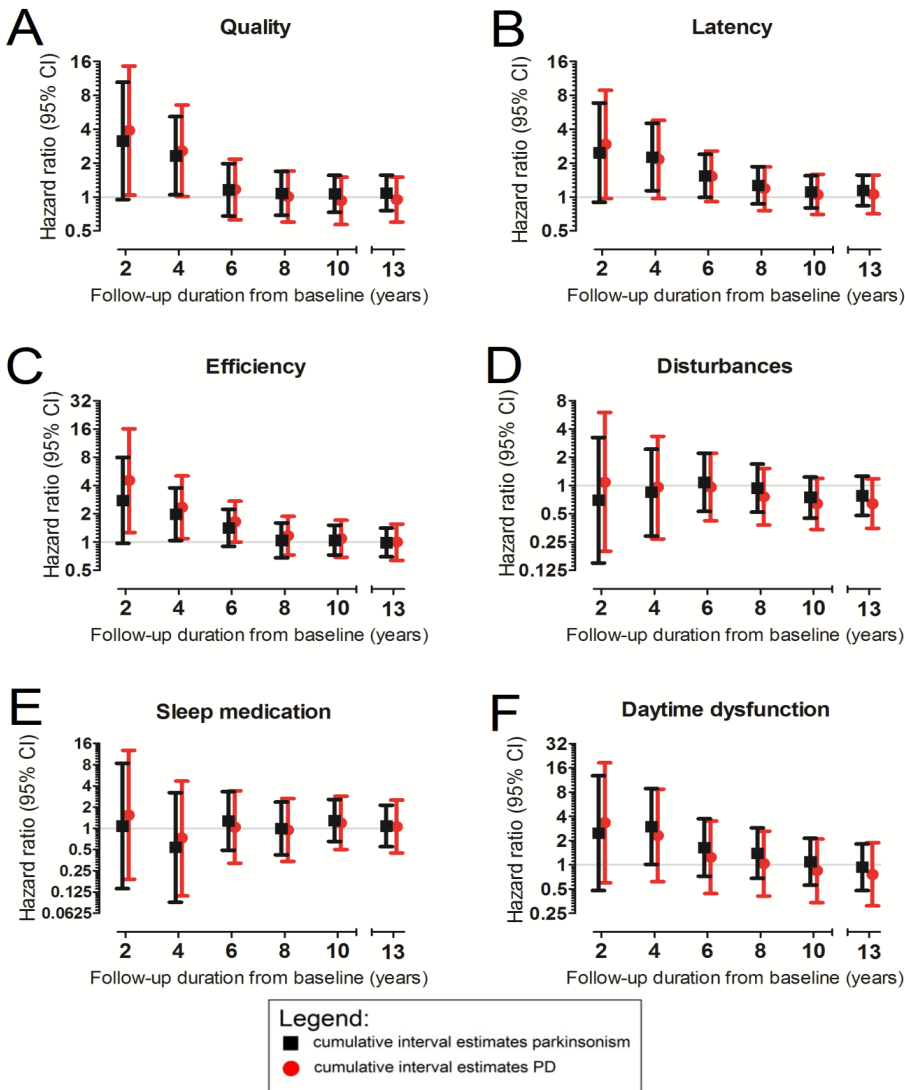 A
Quality
Hazard ratio (95% CI)
16
8
4
2
1
0.5
2 4 6 8 10 13
Follow-up duration from baseline (years)
B
Latency
Hazard ratio (95% CI)
16
8
4
2
1
0.5
2 4 6 8 10 13
Follow-up duration from baseline (years)
C
Efficiency
Hazard ratio (95% CI)
32
16
8
4
2
1
0.5
2 4 6 8 10 13
Follow-up duration from baseline (years)
D
Disturbances
Hazard ratio (95% CI)
8
4
2
1
0.5
0.25
0.125
2 4 6 8 10 13
Follow-up duration from baseline (years)
E
Sleep medication
Hazard ratio (95% CI)
16
8
4
2
1
0.5
0.25
0.125
0.0625
2 4 6 8 10 13
Follow-up duration from baseline (years)
F
Daytime dysfunction
Hazard ratio (95% CI)
32
16
8
4
2
1
0.5
0.25
2 4 6 8 10 13
Follow-up duration from baseline (years)
Legend:
cumulative interval estimates parkinsonism
cumulative interval estimates PD